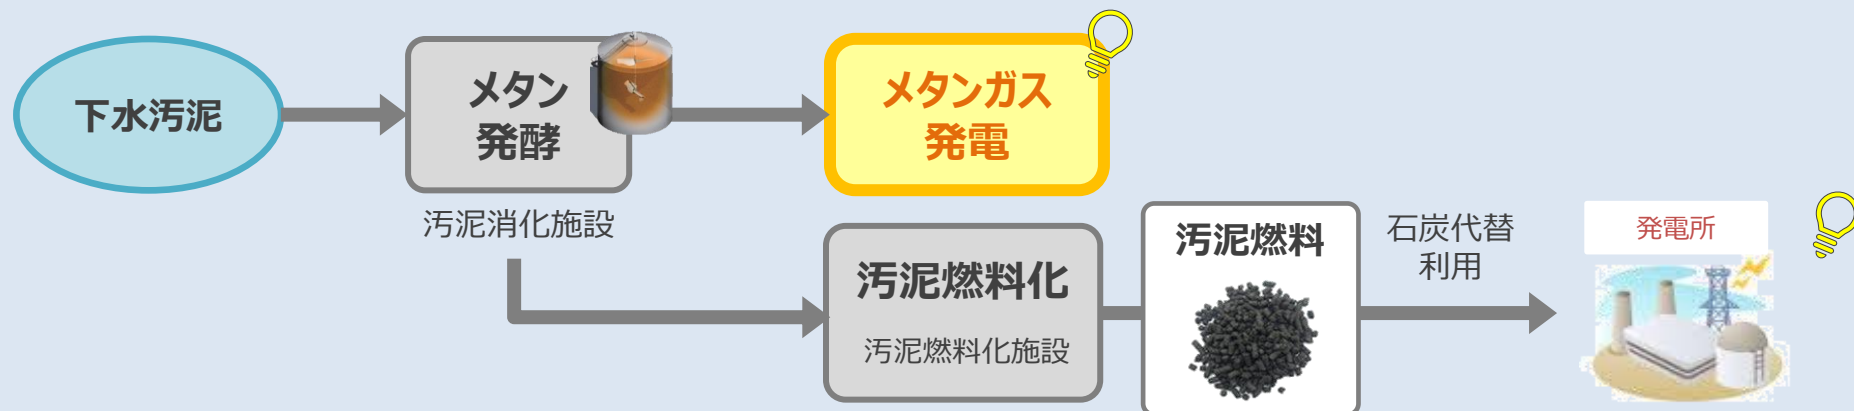 下水汚泥
メタン
発酵
汚泥消化施設
メタンガス
発電
汚泥燃料化
汚泥燃料化施設
汚泥燃料
石炭代替
利用
発電所